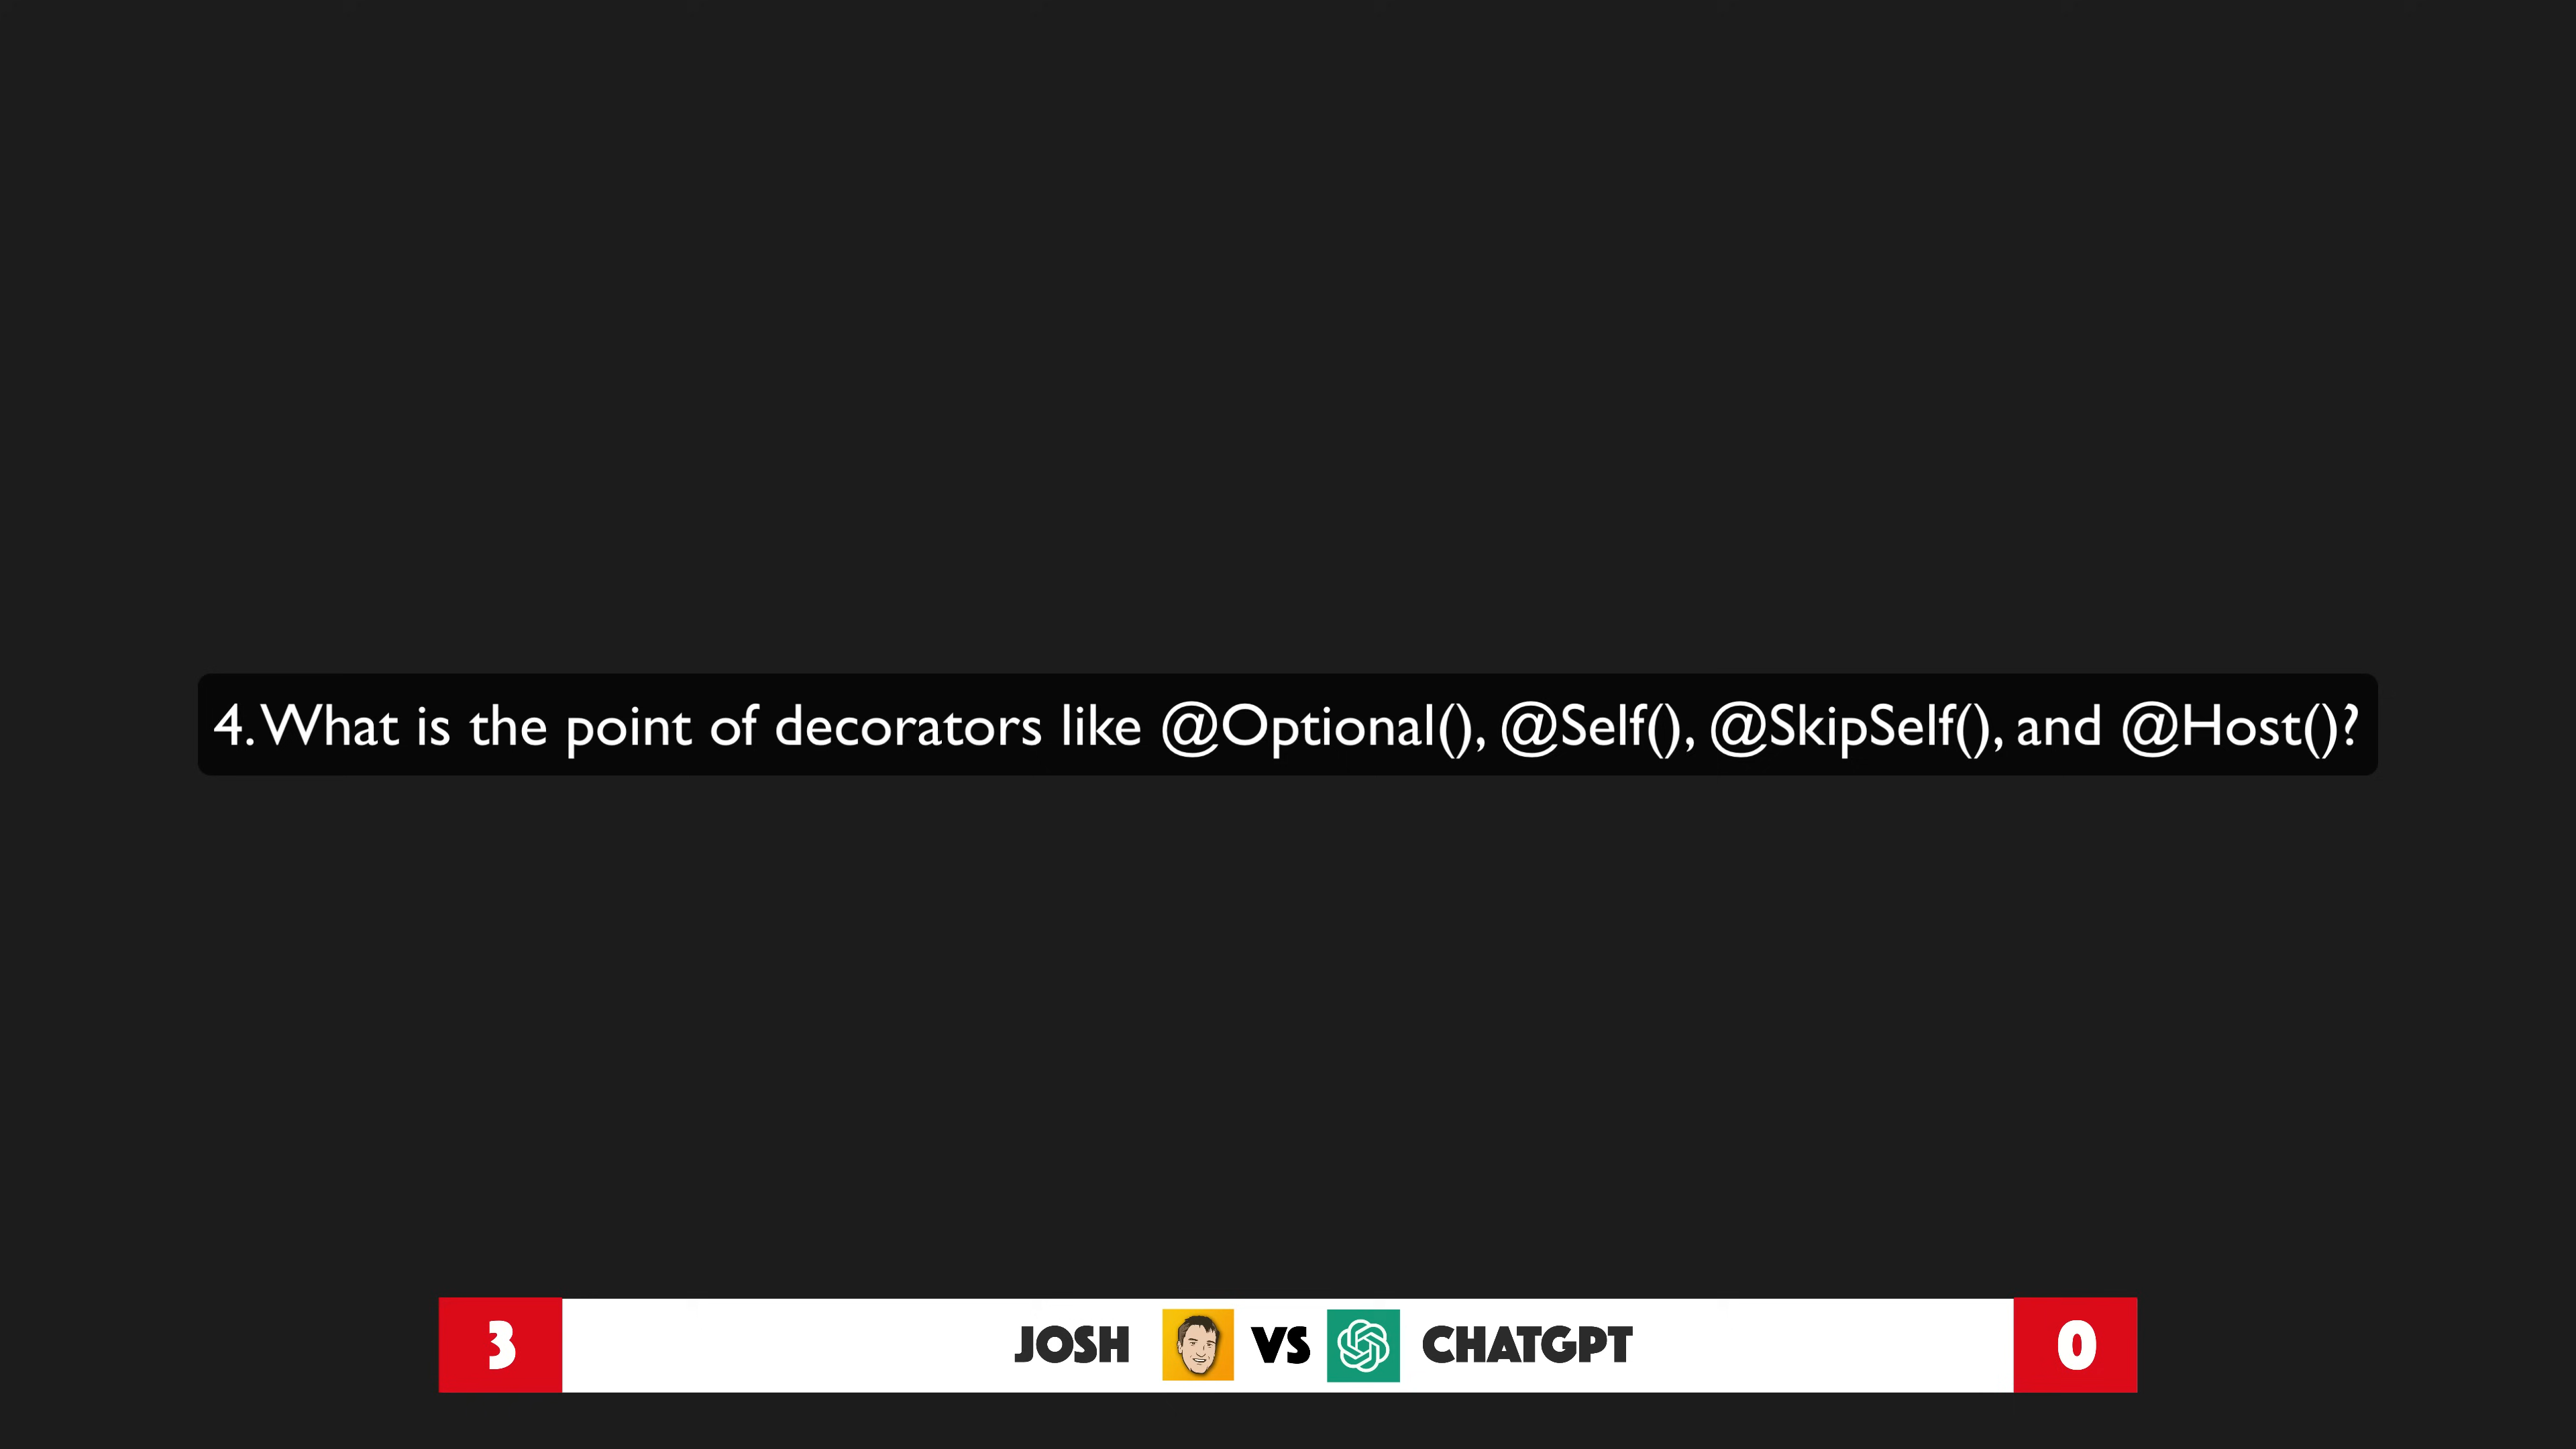 4. What is the point of decorators like @Optional(), @Self(), @SkipSelf(), and @Host()?
3 JOSH VS CHATGPT 0